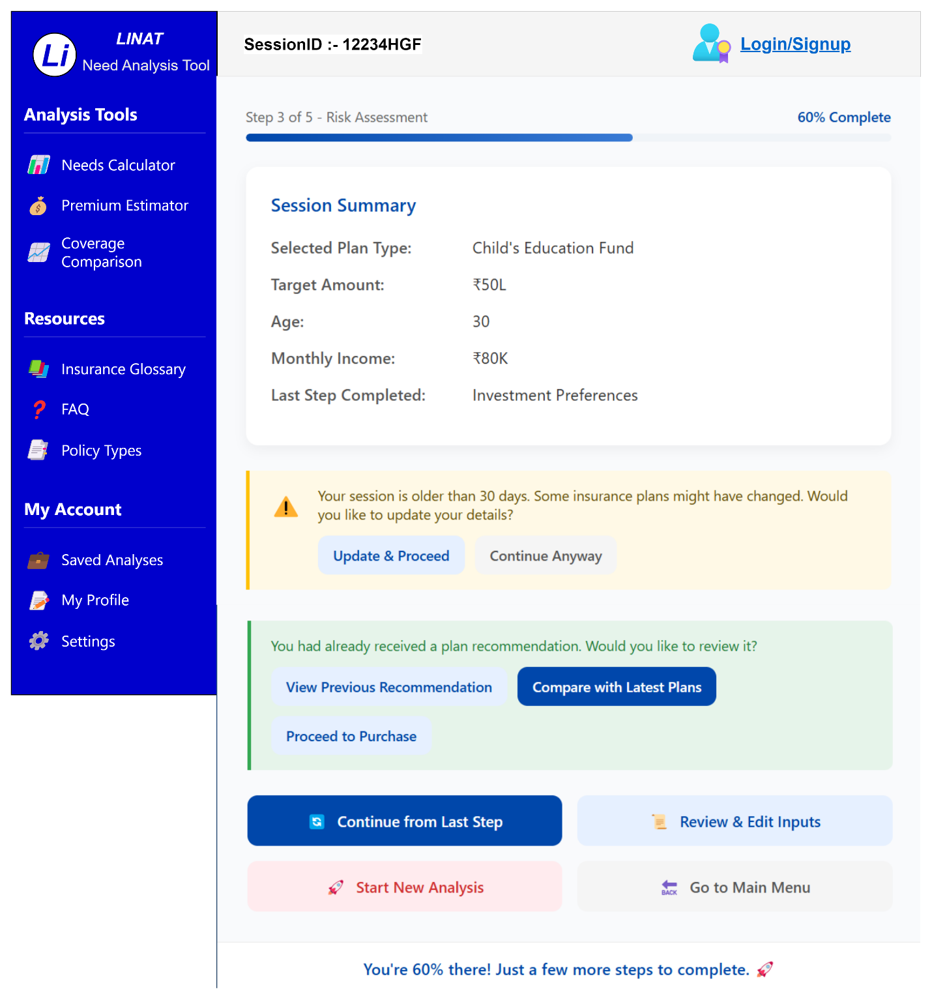 Li
LINAT
Need Analysis Tool
SessionID :- 12234HGF
Login/Signup
Analysis Tools
Needs Calculator
Premium Estimator
Coverage
Comparison
Resources
Insurance Glossary
FAQ
Policy Types
My Account
Saved Analyses
My Profile
Settings
Step 3 of 5 - Risk Assessment
60% Complete
Session Summary
Selected Plan Type: Child's Education Fund
Target Amount: ₹50L
Age: 30
Monthly Income: ₹80K
Last Step Completed: Investment Preferences
Your session is older than 30 days. Some insurance plans might have changed. Would
you like to update your details?
Update & Proceed
Continue Anyway
You had already received a plan recommendation. Would you like to review it?
View Previous Recommendation
Compare with Latest Plans
Proceed to Purchase
Continue from Last Step
Review & Edit Inputs
Start New Analysis
BACK
Go to Main Menu
You're 60% there! Just a few more steps to complete.